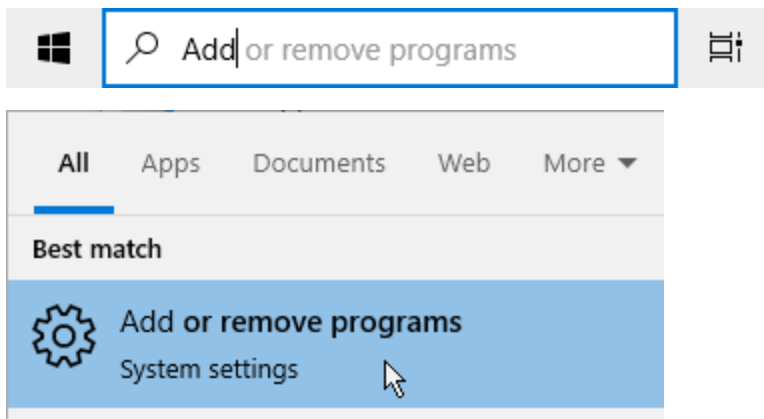 Add or remove programs
All Apps Documents Web More
Best match
Add or remove programs
System settings